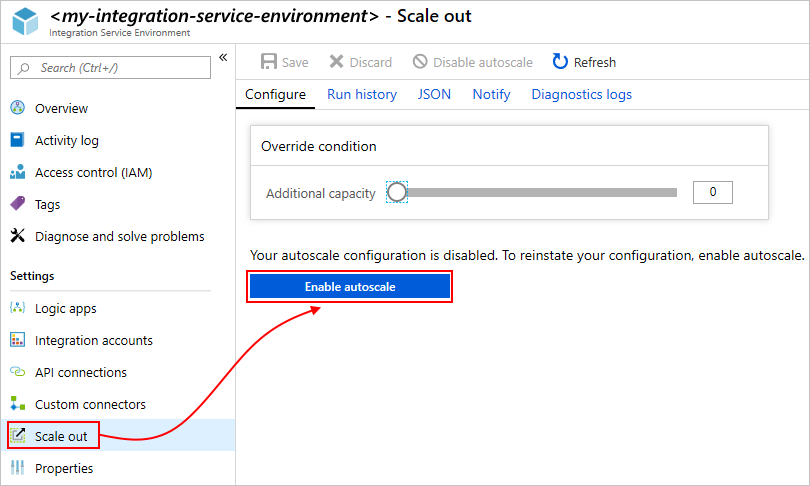 <my-integration-service-environment> - Scale out
Integration Service Environment
Search (Ctrl+/)
«
Overview
Activity log
Access control (IAM)
Tags
Diagnose and solve problems
Settings
Logic apps
Integration accounts
API connections
Custom connectors
Scale out
Properties
Save Discard Disable autoscale Refresh
Configure Run history JSON Notify Diagnostics logs
Override condition
Additional capacity 0
Your autoscale configuration is disabled. To reinstate your configuration, enable autoscale.
Enable autoscale